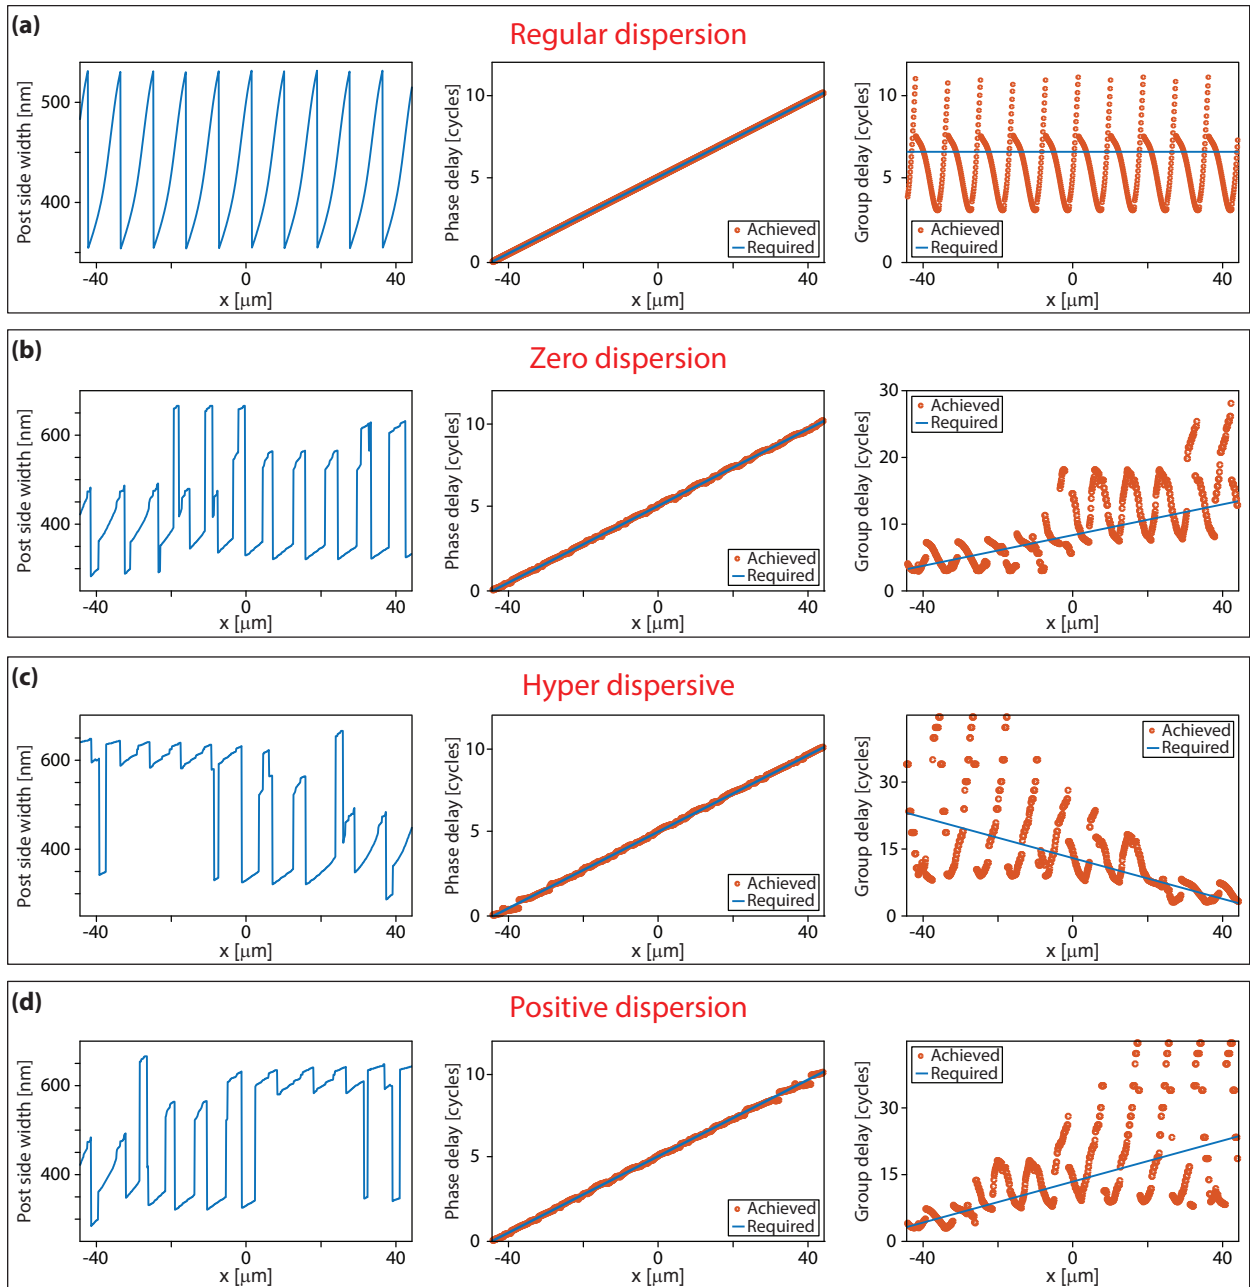 (a)
Regular dispersion
Post side width [nm]
500
400
-40
0
40
x [μm]
Phase delay [cycles]
10
5
0
Achieved
Required
-40
0
40
x [μm]
Group delay [cycles]
10
5
0
Achieved
Required
-40
0
40
x [μm]
(b)
Zero dispersion
Post side width [nm]
600
400
-40
0
40
x [μm]
Phase delay [cycles]
10
5
0
Achieved
Required
-40
0
40
x [μm]
Group delay [cycles]
30
20
10
0
Achieved
Required
-40
0
40
x [μm]
(c)
Hyper dispersive
Post side width [nm]
600
400
-40
0
40
x [μm]
Phase delay [cycles]
10
5
0
Achieved
Required
-40
0
40
x [μm]
Group delay [cycles]
30
15
0
Achieved
Required
-40
0
40
x [μm]
(d)
Positive dispersion
Post side width [nm]
600
400
-40
0
40
x [μm]
Phase delay [cycles]
10
5
0
Achieved
Required
-40
0
40
x [μm]
Group delay [cycles]
30
15
0
Achieved
Required
-40
0
40
x [μm]